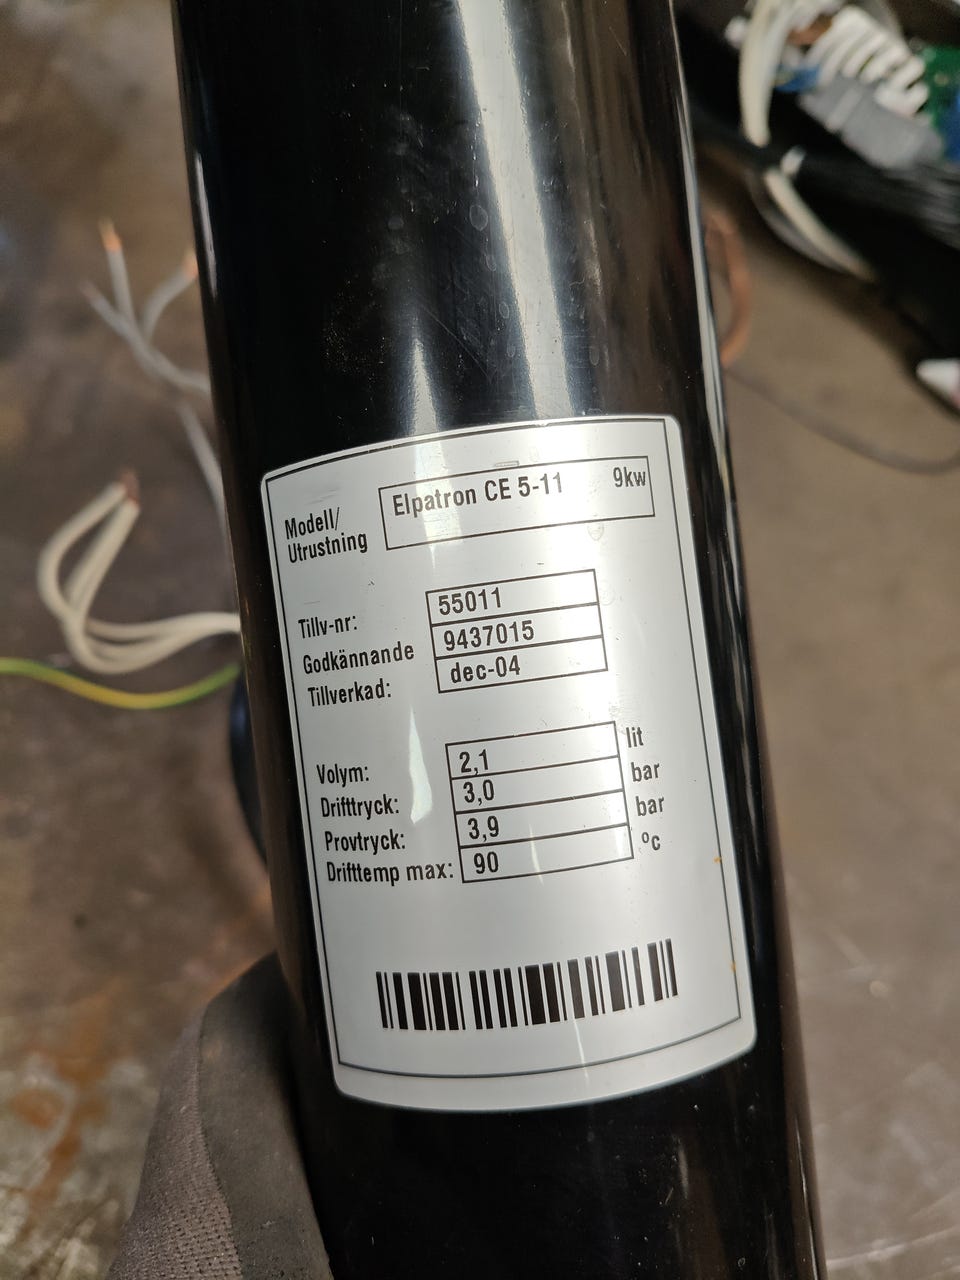 Modell/
Utrustning
Elpatron CE 5-11 9kw
Tillv-nr: 55011
Godkännande 9437015
Tillverkad: dec-04
Volym: 2,1 lit
Drifttryck: 3,0 bar
Provtryck: 3,9 bar
Drifttemp max: 90 ºc